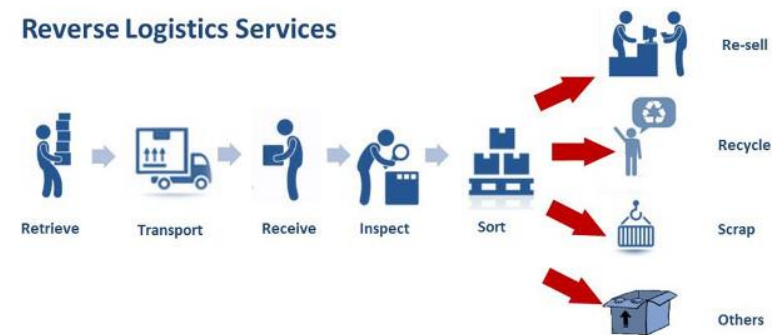 Reverse Logistics Services
Re-sell
Recycle
Retrieve
Transport
Receive
Inspect
Sort
Scrap
Others